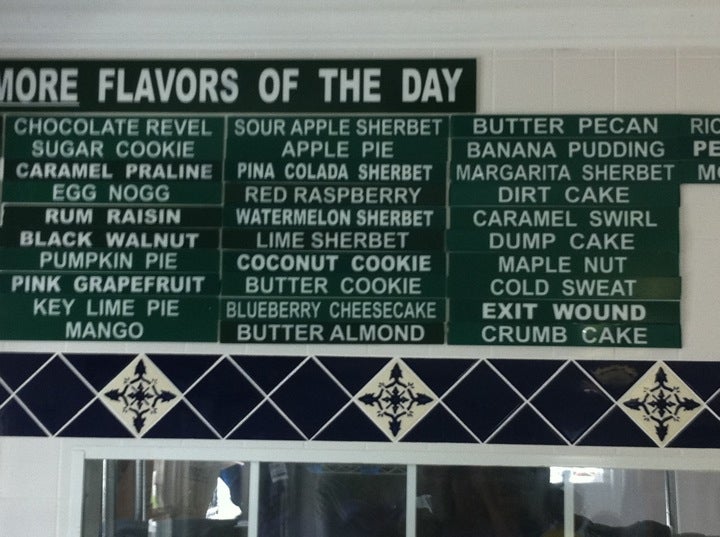 MORE FLAVORS OF THE DAY
CHOCOLATE REVEL
SUGAR COOKIE
CARAMEL PRALINE
EGG NOGG
RUM RAISIN
BLACK WALNUT
PUMPKIN PIE
PINK GRAPEFRUIT
KEY LIME PIE
MANGO
SOUR APPLE SHERBET
APPLE PIE
PINA COLADA SHERBET
RED RASPBERRY
WATERMELON SHERBET
LIME SHERBET
COCONUT COOKIE
BUTTER COOKIE
BLUEBERRY CHEESECAKE
BUTTER ALMOND
BUTTER PECAN
BANANA PUDDING
MARGARITA SHERBET
DIRT CAKE
CARAMEL SWIRL
DUMP CAKE
MAPLE NUT
COLD SWEAT
EXIT WOUND
CRUMB CAKE